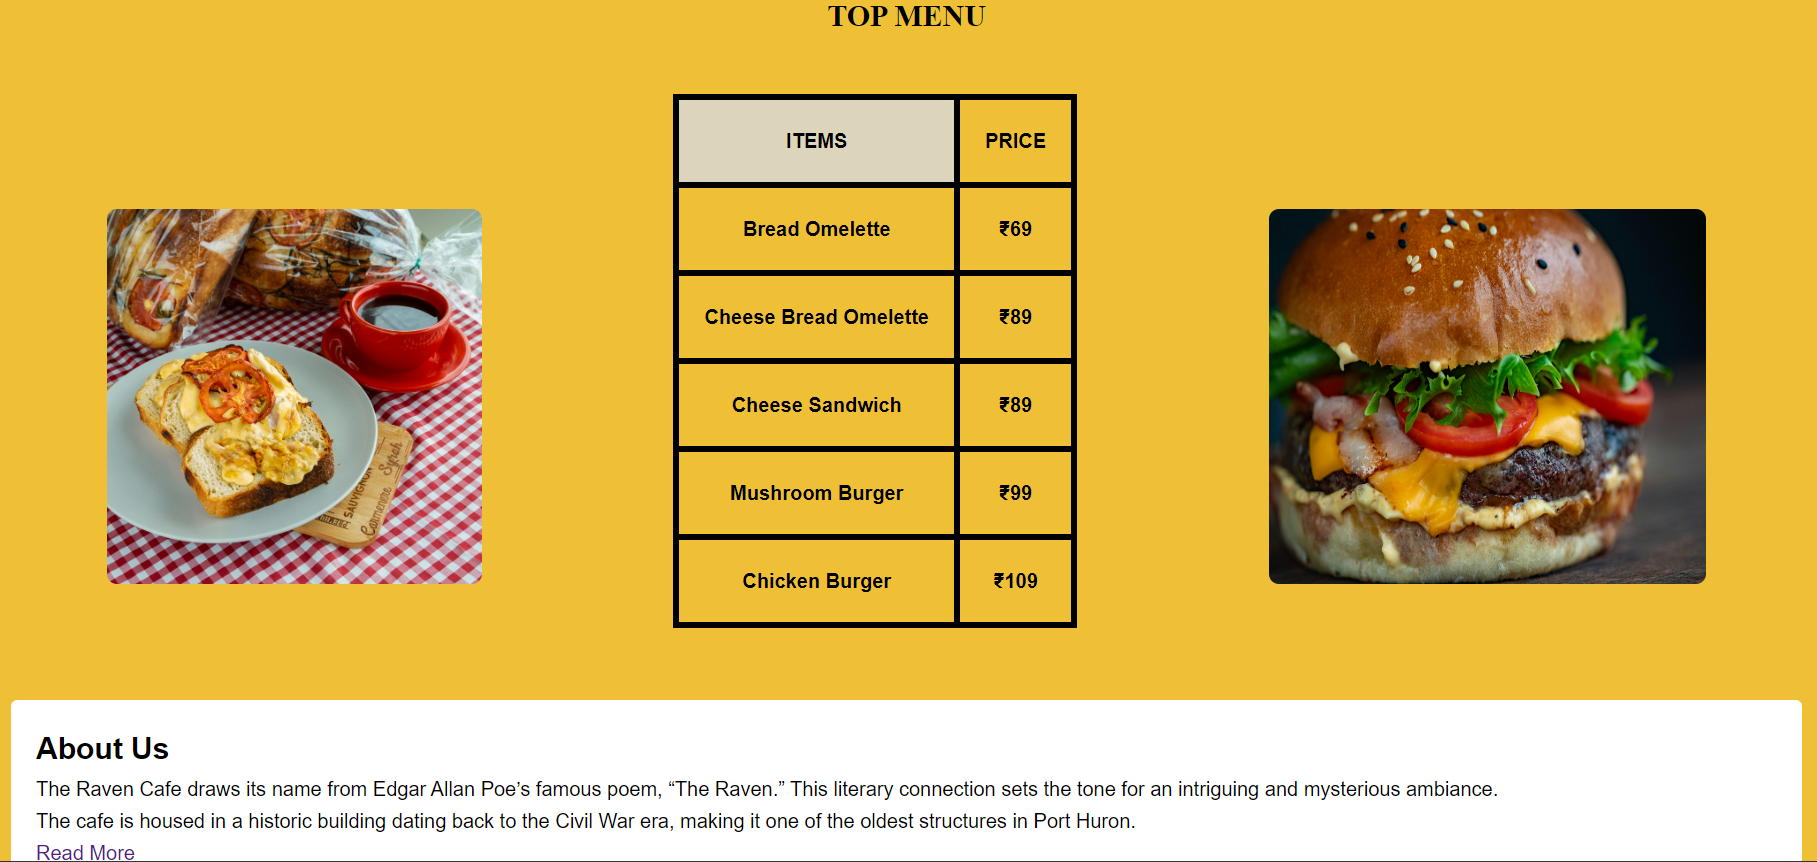 TOP MENU
ITEMS PRICE
Bread Omelette ₹69
Cheese Bread Omelette ₹89
Cheese Sandwich ₹89
Mushroom Burger ₹99
Chicken Burger ₹109
SAUVIGNON
Carmenere Syrah
About Us
The Raven Cafe draws its name from Edgar Allan Poe’s famous poem, “The Raven.” This literary connection sets the tone for an intriguing and mysterious ambiance.
The cafe is housed in a historic building dating back to the Civil War era, making it one of the oldest structures in Port Huron.
Read More